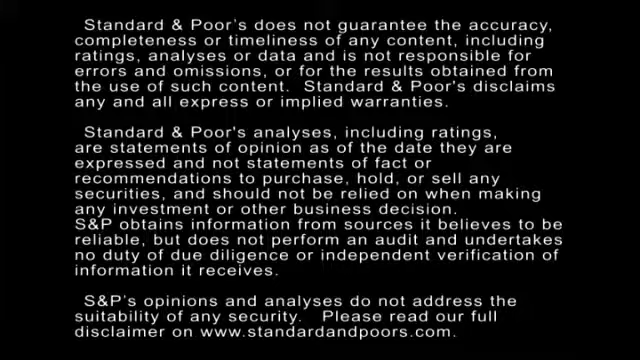 Standard & Poor's does not guarantee the accuracy,
completeness or timeliness of any content, including
ratings, analyses or data and is not responsible for
errors and omissions, or for the results obtained from
the use of such content. Standard & Poor's disclaims
any and all express or implied warranties.
Standard & Poor's analyses, including ratings,
are statements of opinion as of the date they are
expressed and not statements of fact or
recommendations to purchase, hold, or sell any
securities, and should not be relied on when making
any investment or other business decision.
S&P obtains information from sources it believes to be
reliable, but does not perform an audit and undertakes
no duty of due diligence or independent verification of
information it receives.
S&P's opinions and analyses do not address the
suitability of any security. Please read our full
disclaimer on www.standardandpoors.com.